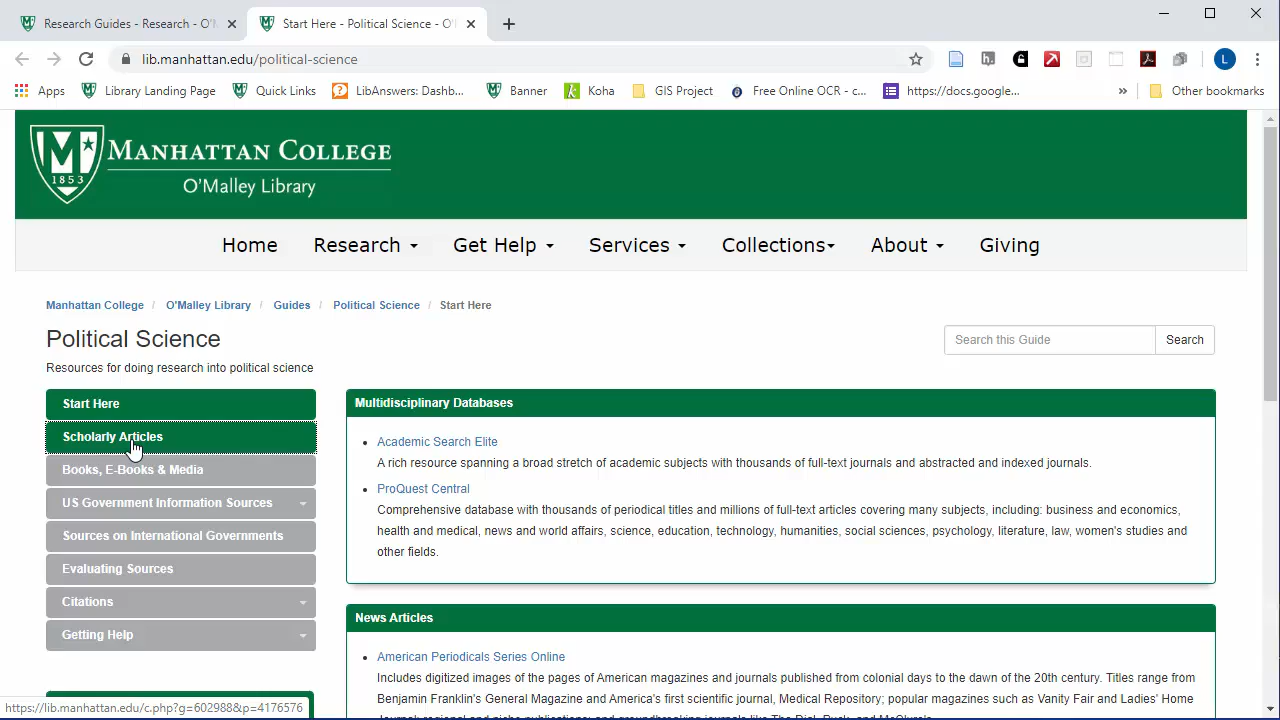 Research Guides - Research - O'
Start Here - Political Science - O'
lib.manhattan.edu/political-science
L
Apps
Library Landing Page
Quick Links
LibAnswers: Dashb...
Banner
Koha
GIS Project
Free Online OCR - c...
https://docs.google...
»
Other bookmarks
1853
MANHATTAN COLLEGE
O'Malley Library
Home
Research
Get Help
Services
Collections
About
Giving
Manhattan College / O'Malley Library / Guides / Political Science / Start Here
Political Science
Search this Guide
Search
Resources for doing research into political science
Start Here
Scholarly Articles
Books, E-Books & Media
US Government Information Sources
Sources on International Governments
Evaluating Sources
Citations
Getting Help
Multidisciplinary Databases
Academic Search Elite
A rich resource spanning a broad stretch of academic subjects with thousands of full-text journals and abstracted and indexed journals.
ProQuest Central
Comprehensive database with thousands of periodical titles and millions of full-text articles covering many subjects, including: business and economics,
health and medical, news and world affairs, science, education, technology, humanities, social sciences, psychology, literature, law, women's studies and
other fields.
News Articles
American Periodicals Series Online
Includes digitized images of the pages of American magazines and journals published from colonial days to the dawn of the 20th century. Titles range from
Benjamin Franklin's General Magazine and America's first scientific journal, Medical Repository; popular magazines such as Vanity Fair and Ladies' Home
https://lib.manhattan.edu/c.php?g=602988&p=4176576